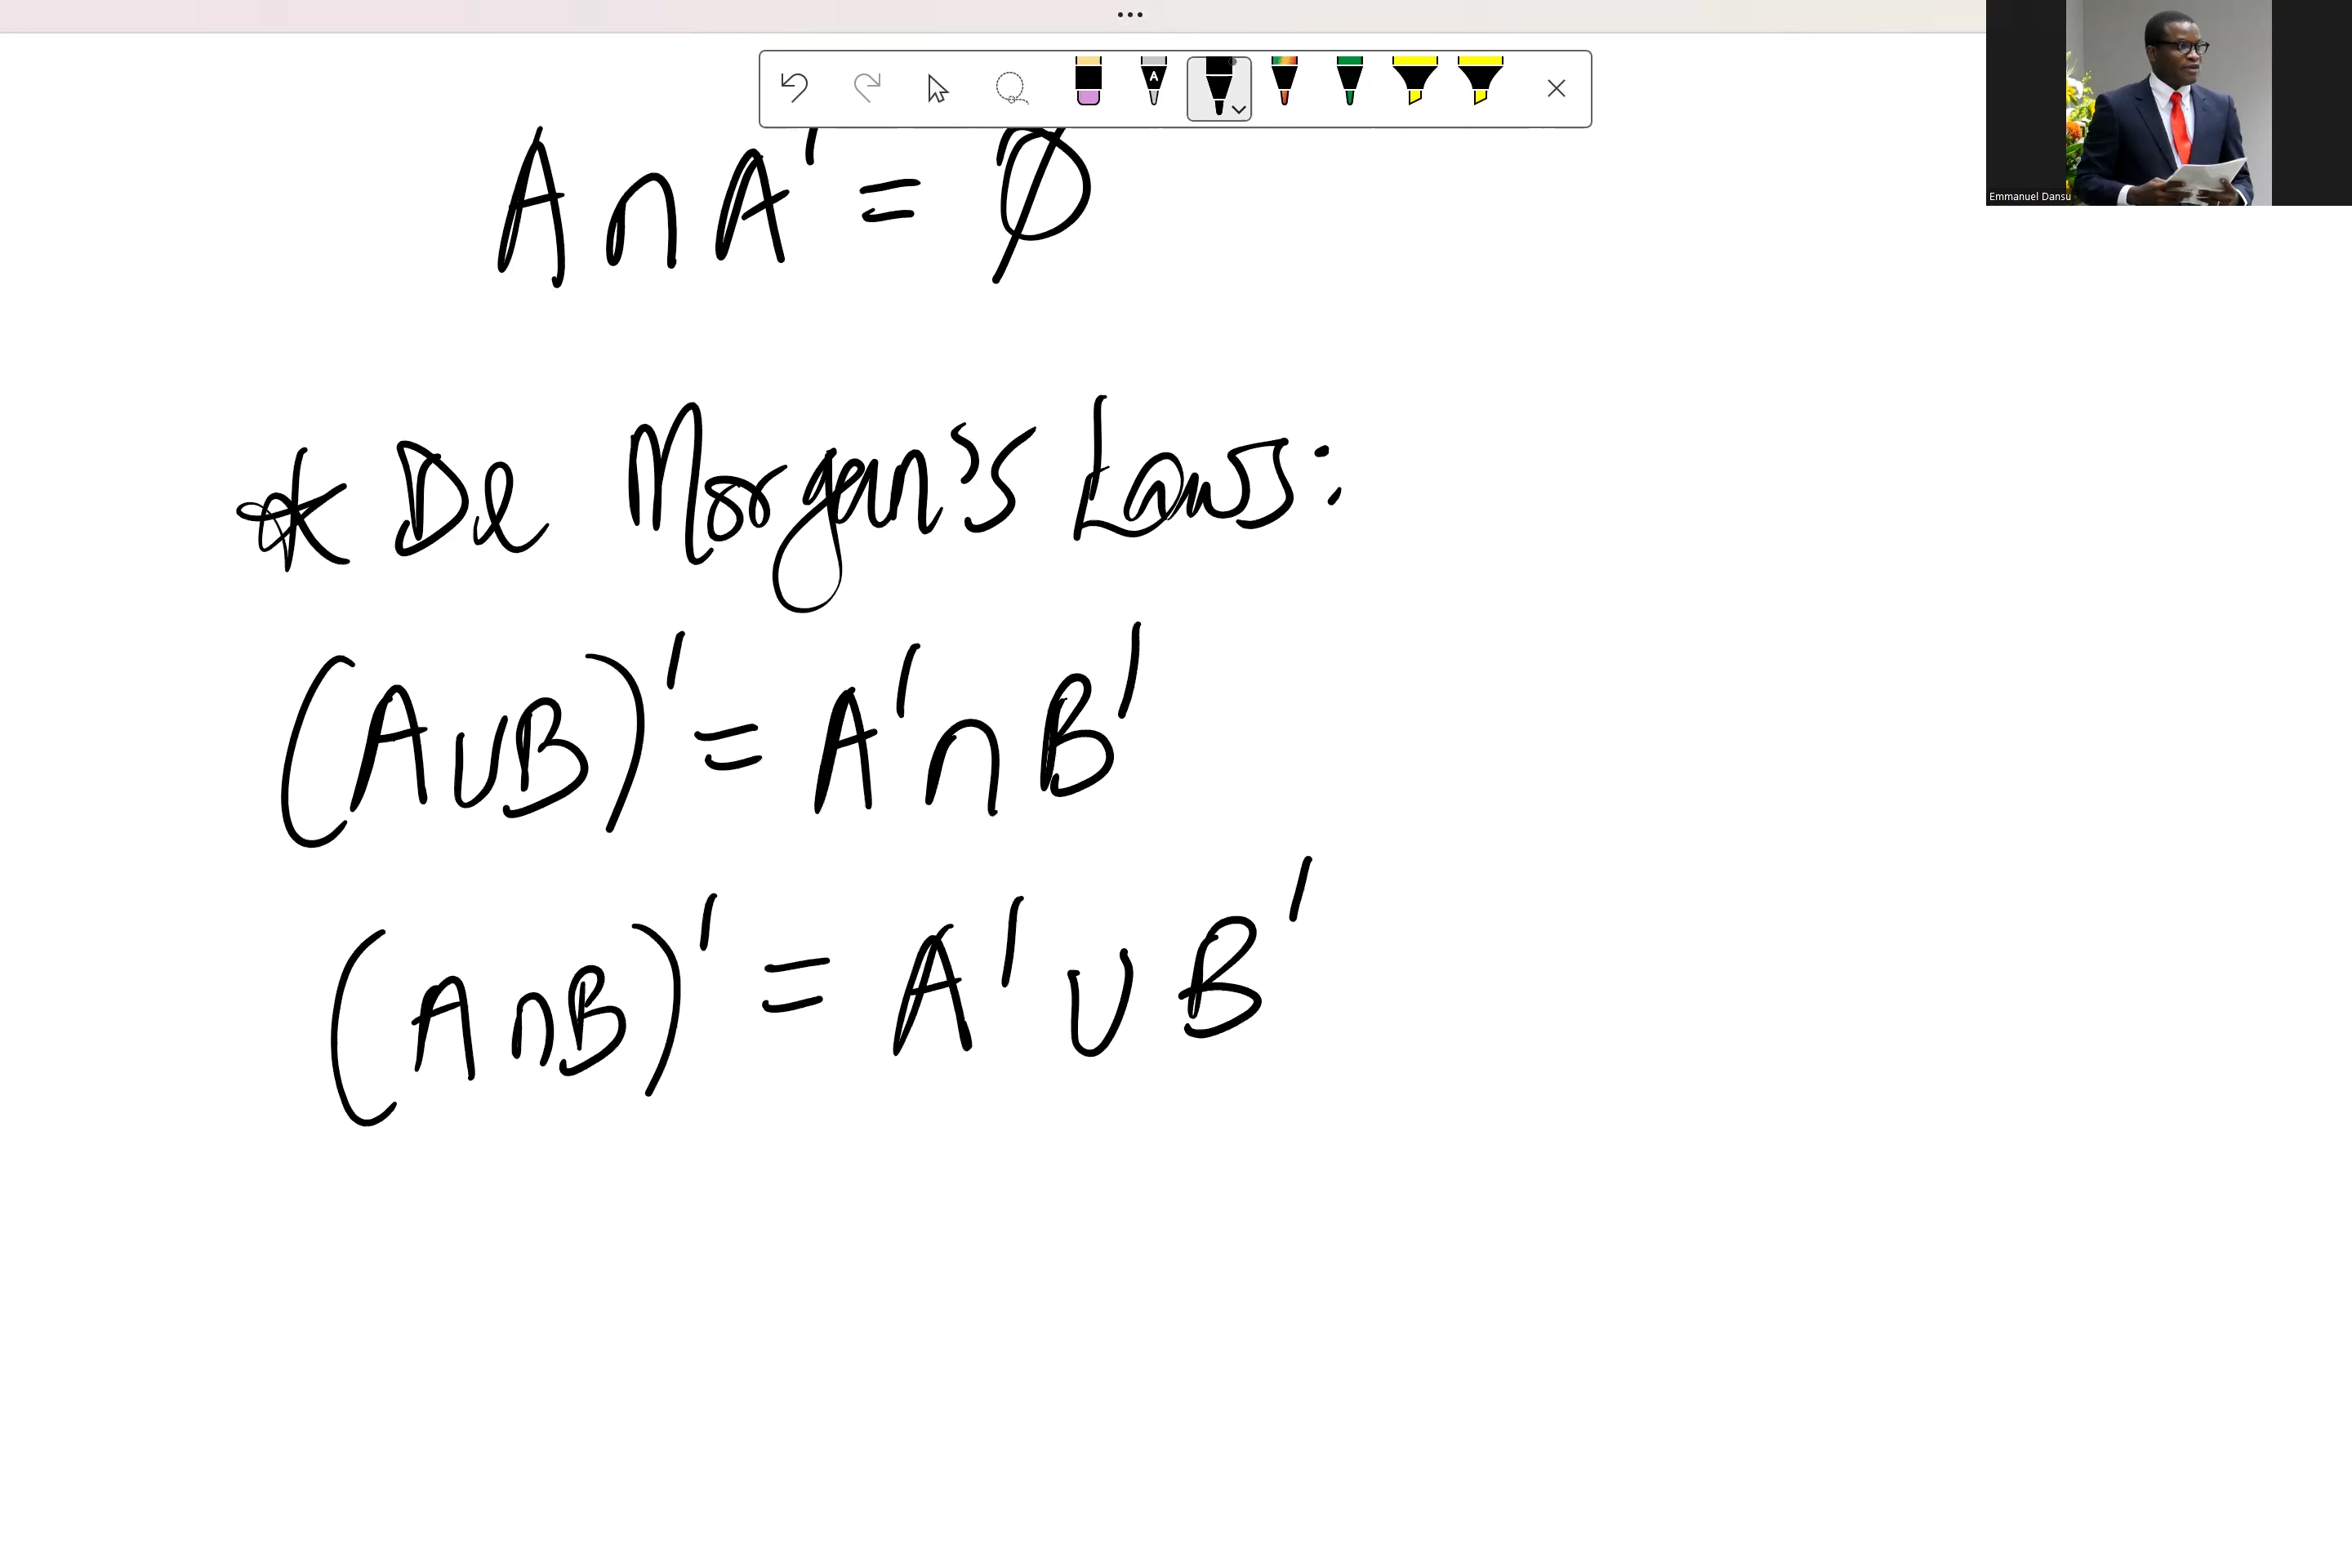 Emmanuel Dansu
A ∩ A' = ∅
* De Morgan's Laws:
(A∪B)' = A' ∩ B'
(A ∩ B)' = A' ∪ B'